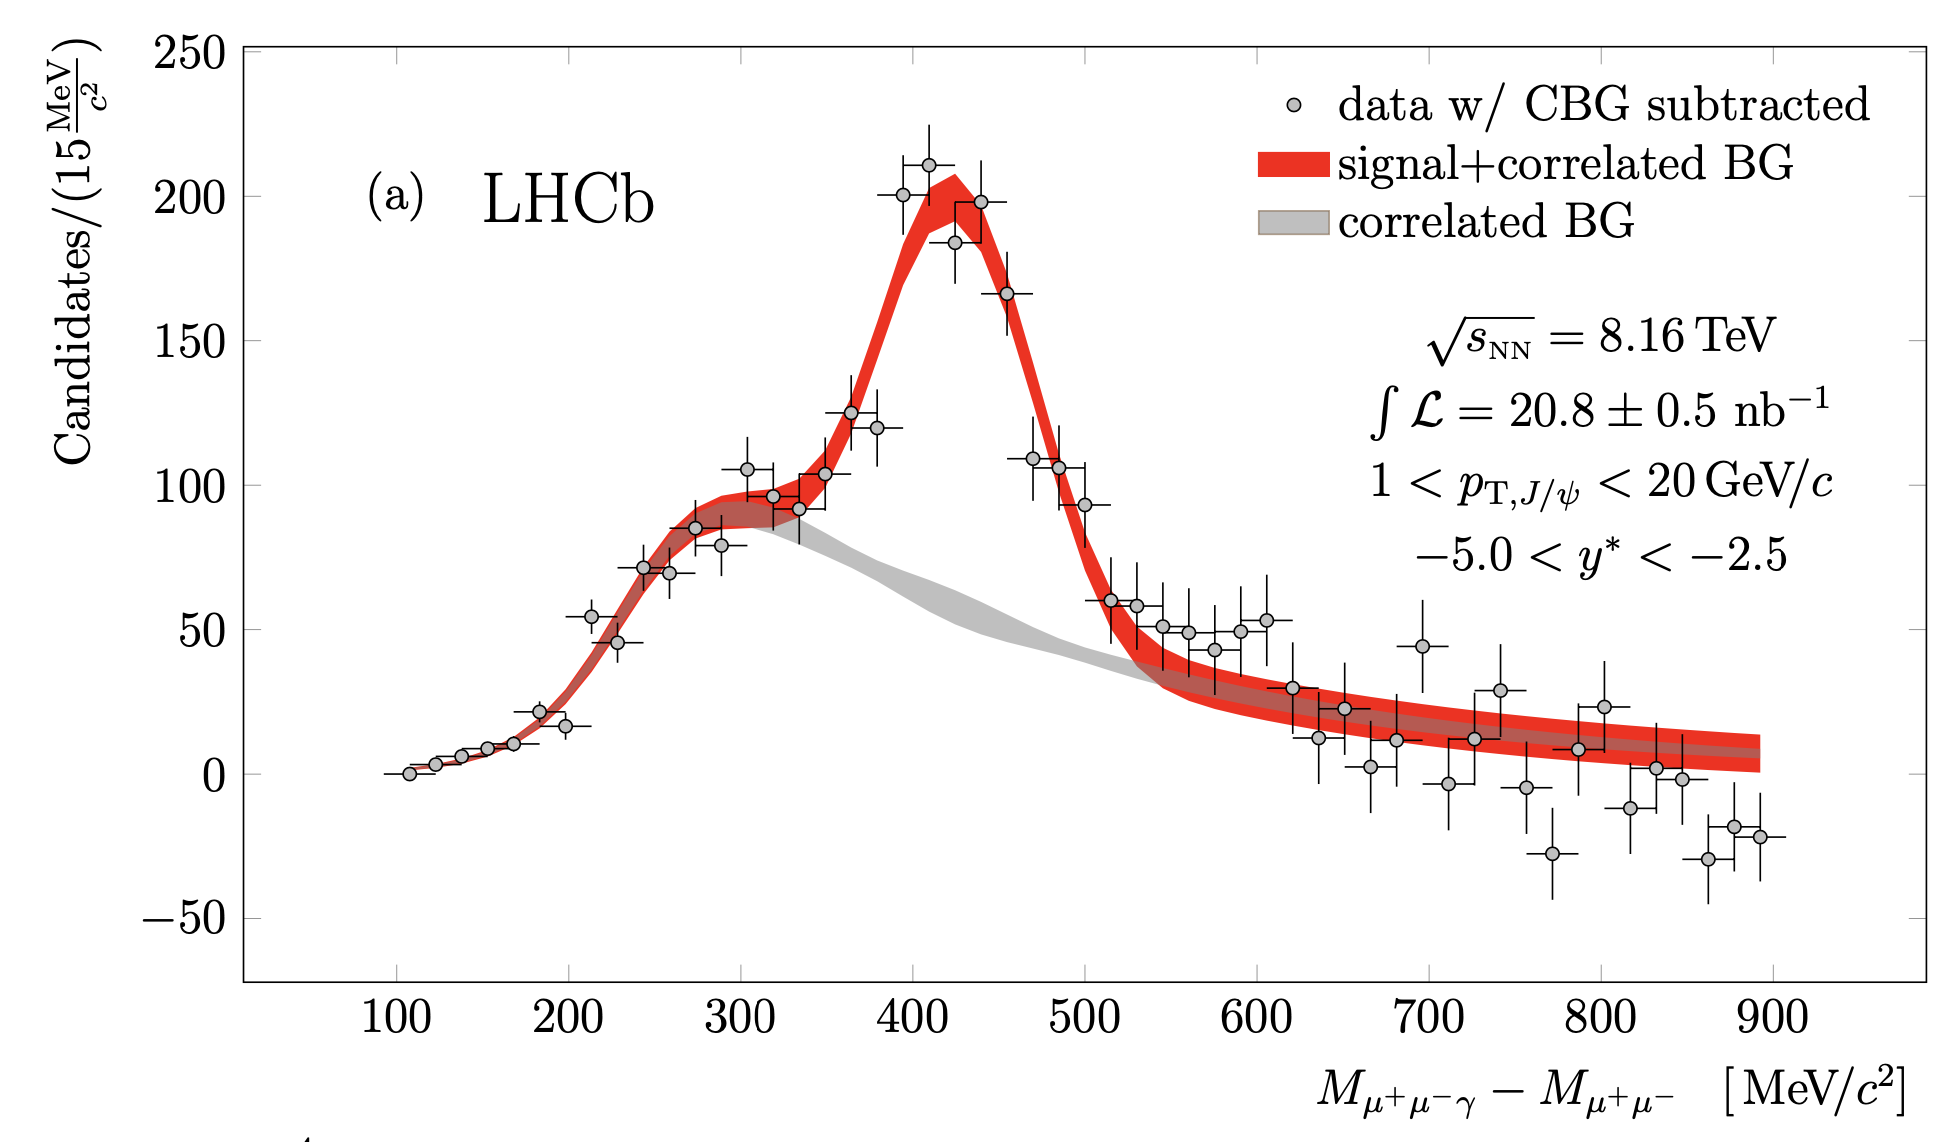 Candidates/(15 MeV/c²)
250
200
150
100
50
0
−50
(a) LHCb
data w/ CBG subtracted
signal+correlated BG
correlated BG
√s_NN = 8.16 TeV
∫ ℒ = 20.8 ± 0.5 nb⁻¹
1 < p_T,J/ψ < 20 GeV/c
−5.0 < y* < −2.5
100 200 300 400 500 600 700 800 900
M_μ⁺μ⁻γ − M_μ⁺μ⁻ [MeV/c²]